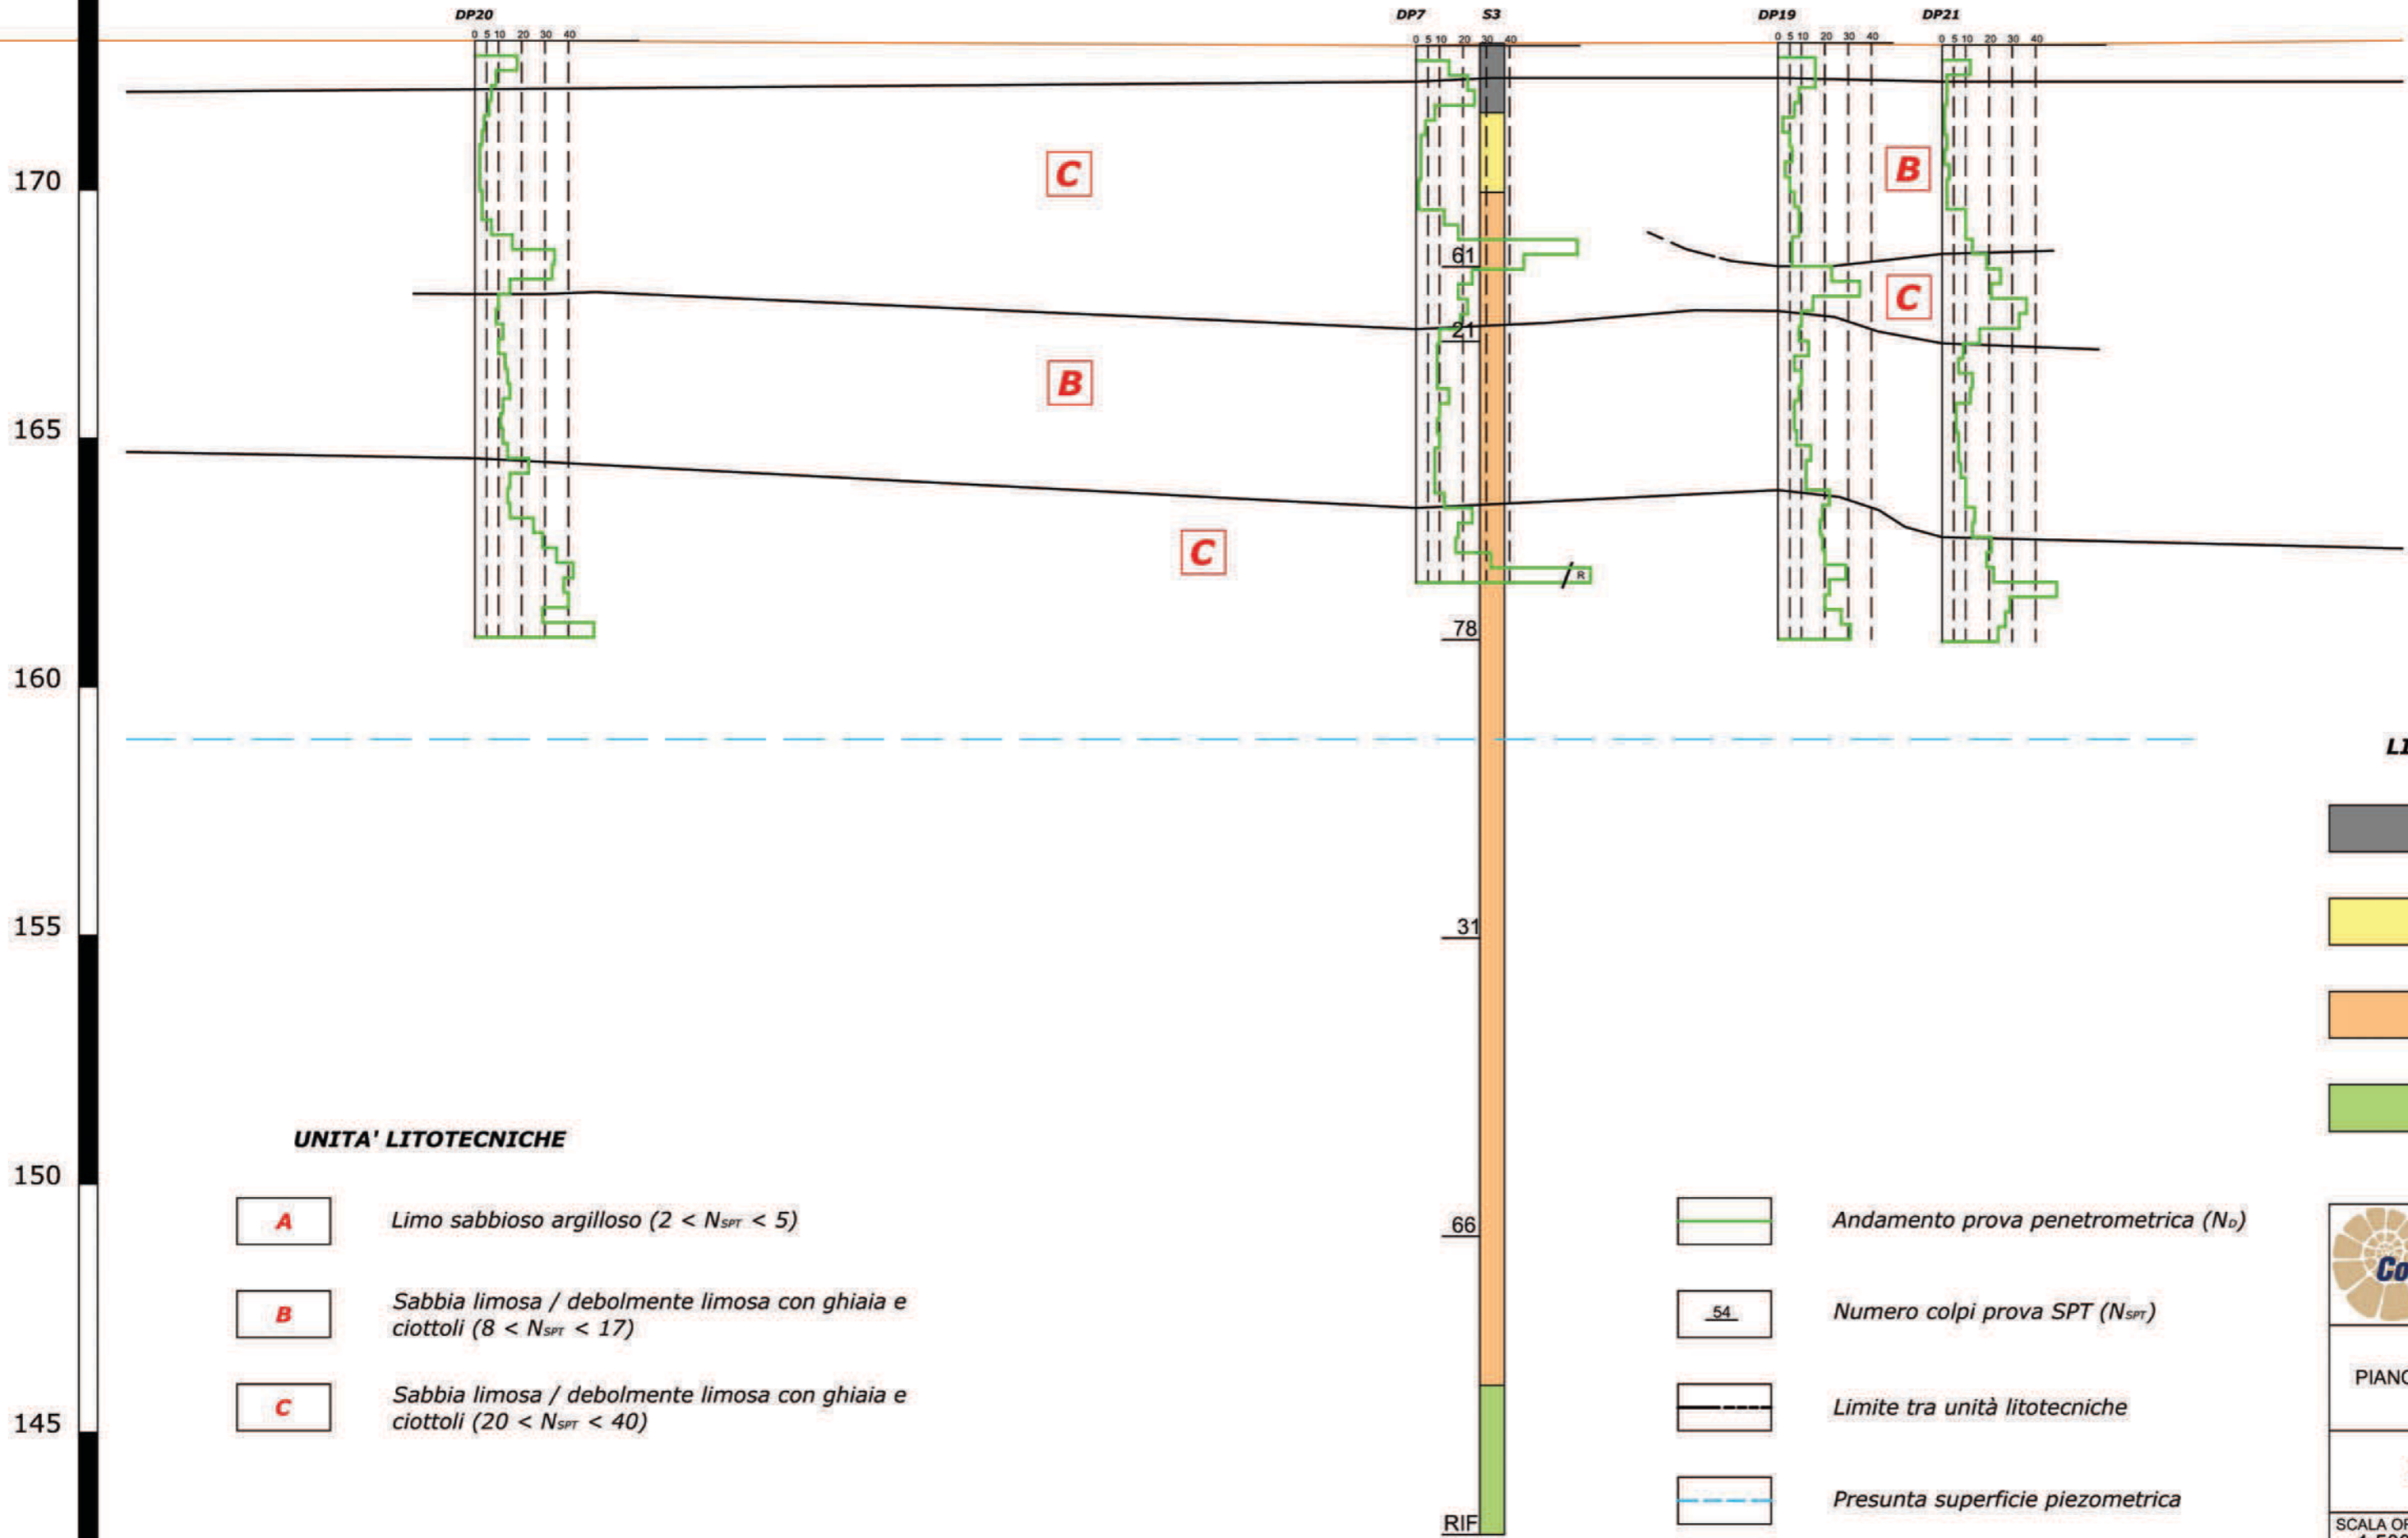 DP20 DP7 S3 DP19 DP21
0 5 10 20 30 40
0 5 10 20 30 40
0 5 10 20 30 40
0 5 10 20 30 40
C
B
170
61
C
21
B
165
C
R
78
160
LI
31
155
UNITA' LITOTECNICHE
150
A Limo sabbioso argilloso (2 < NSPT < 5)
66
Andamento prova penetrometrica (ND)
Co
B Sabbia limosa / debolmente limosa con ghiaia e
ciottoli (8 < NSPT < 17)
54 Numero colpi prova SPT (NSPT)
PIANO
C Sabbia limosa / debolmente limosa con ghiaia e
ciottoli (20 < NSPT < 40)
Limite tra unità litotecniche
145
Presunta superficie piezometrica
RIF